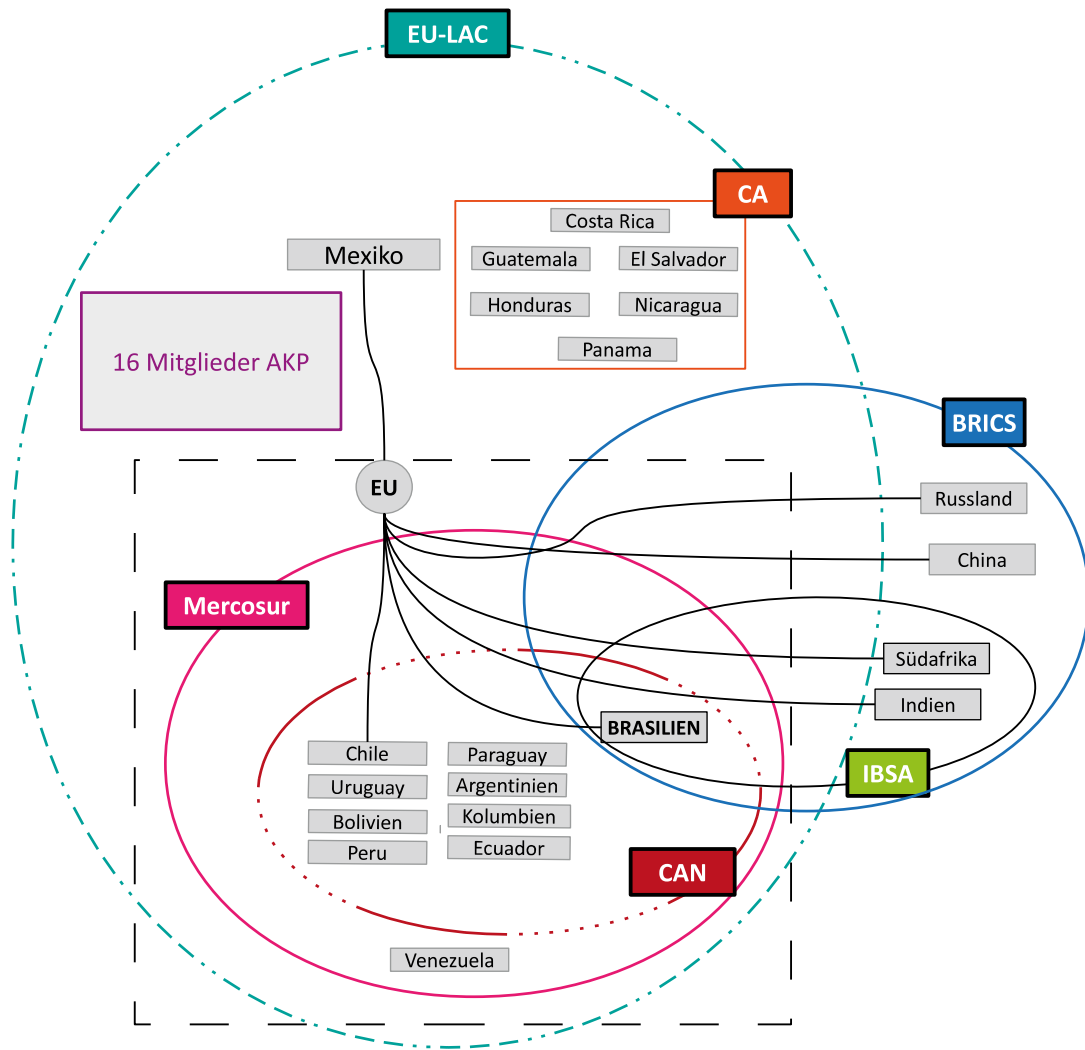 EU-LAC
CA
Costa Rica
Mexiko
Guatemala
El Salvador
Honduras
Nicaragua
16 Mitglieder AKP
Panama
BRICS
EU
Russland
China
Mercosur
Südafrika
Indien
BRASILIEN
Chile
Paraguay
IBSA
Uruguay
Argentinien
Bolivien
Kolumbien
Peru
Ecuador
CAN
Venezuela